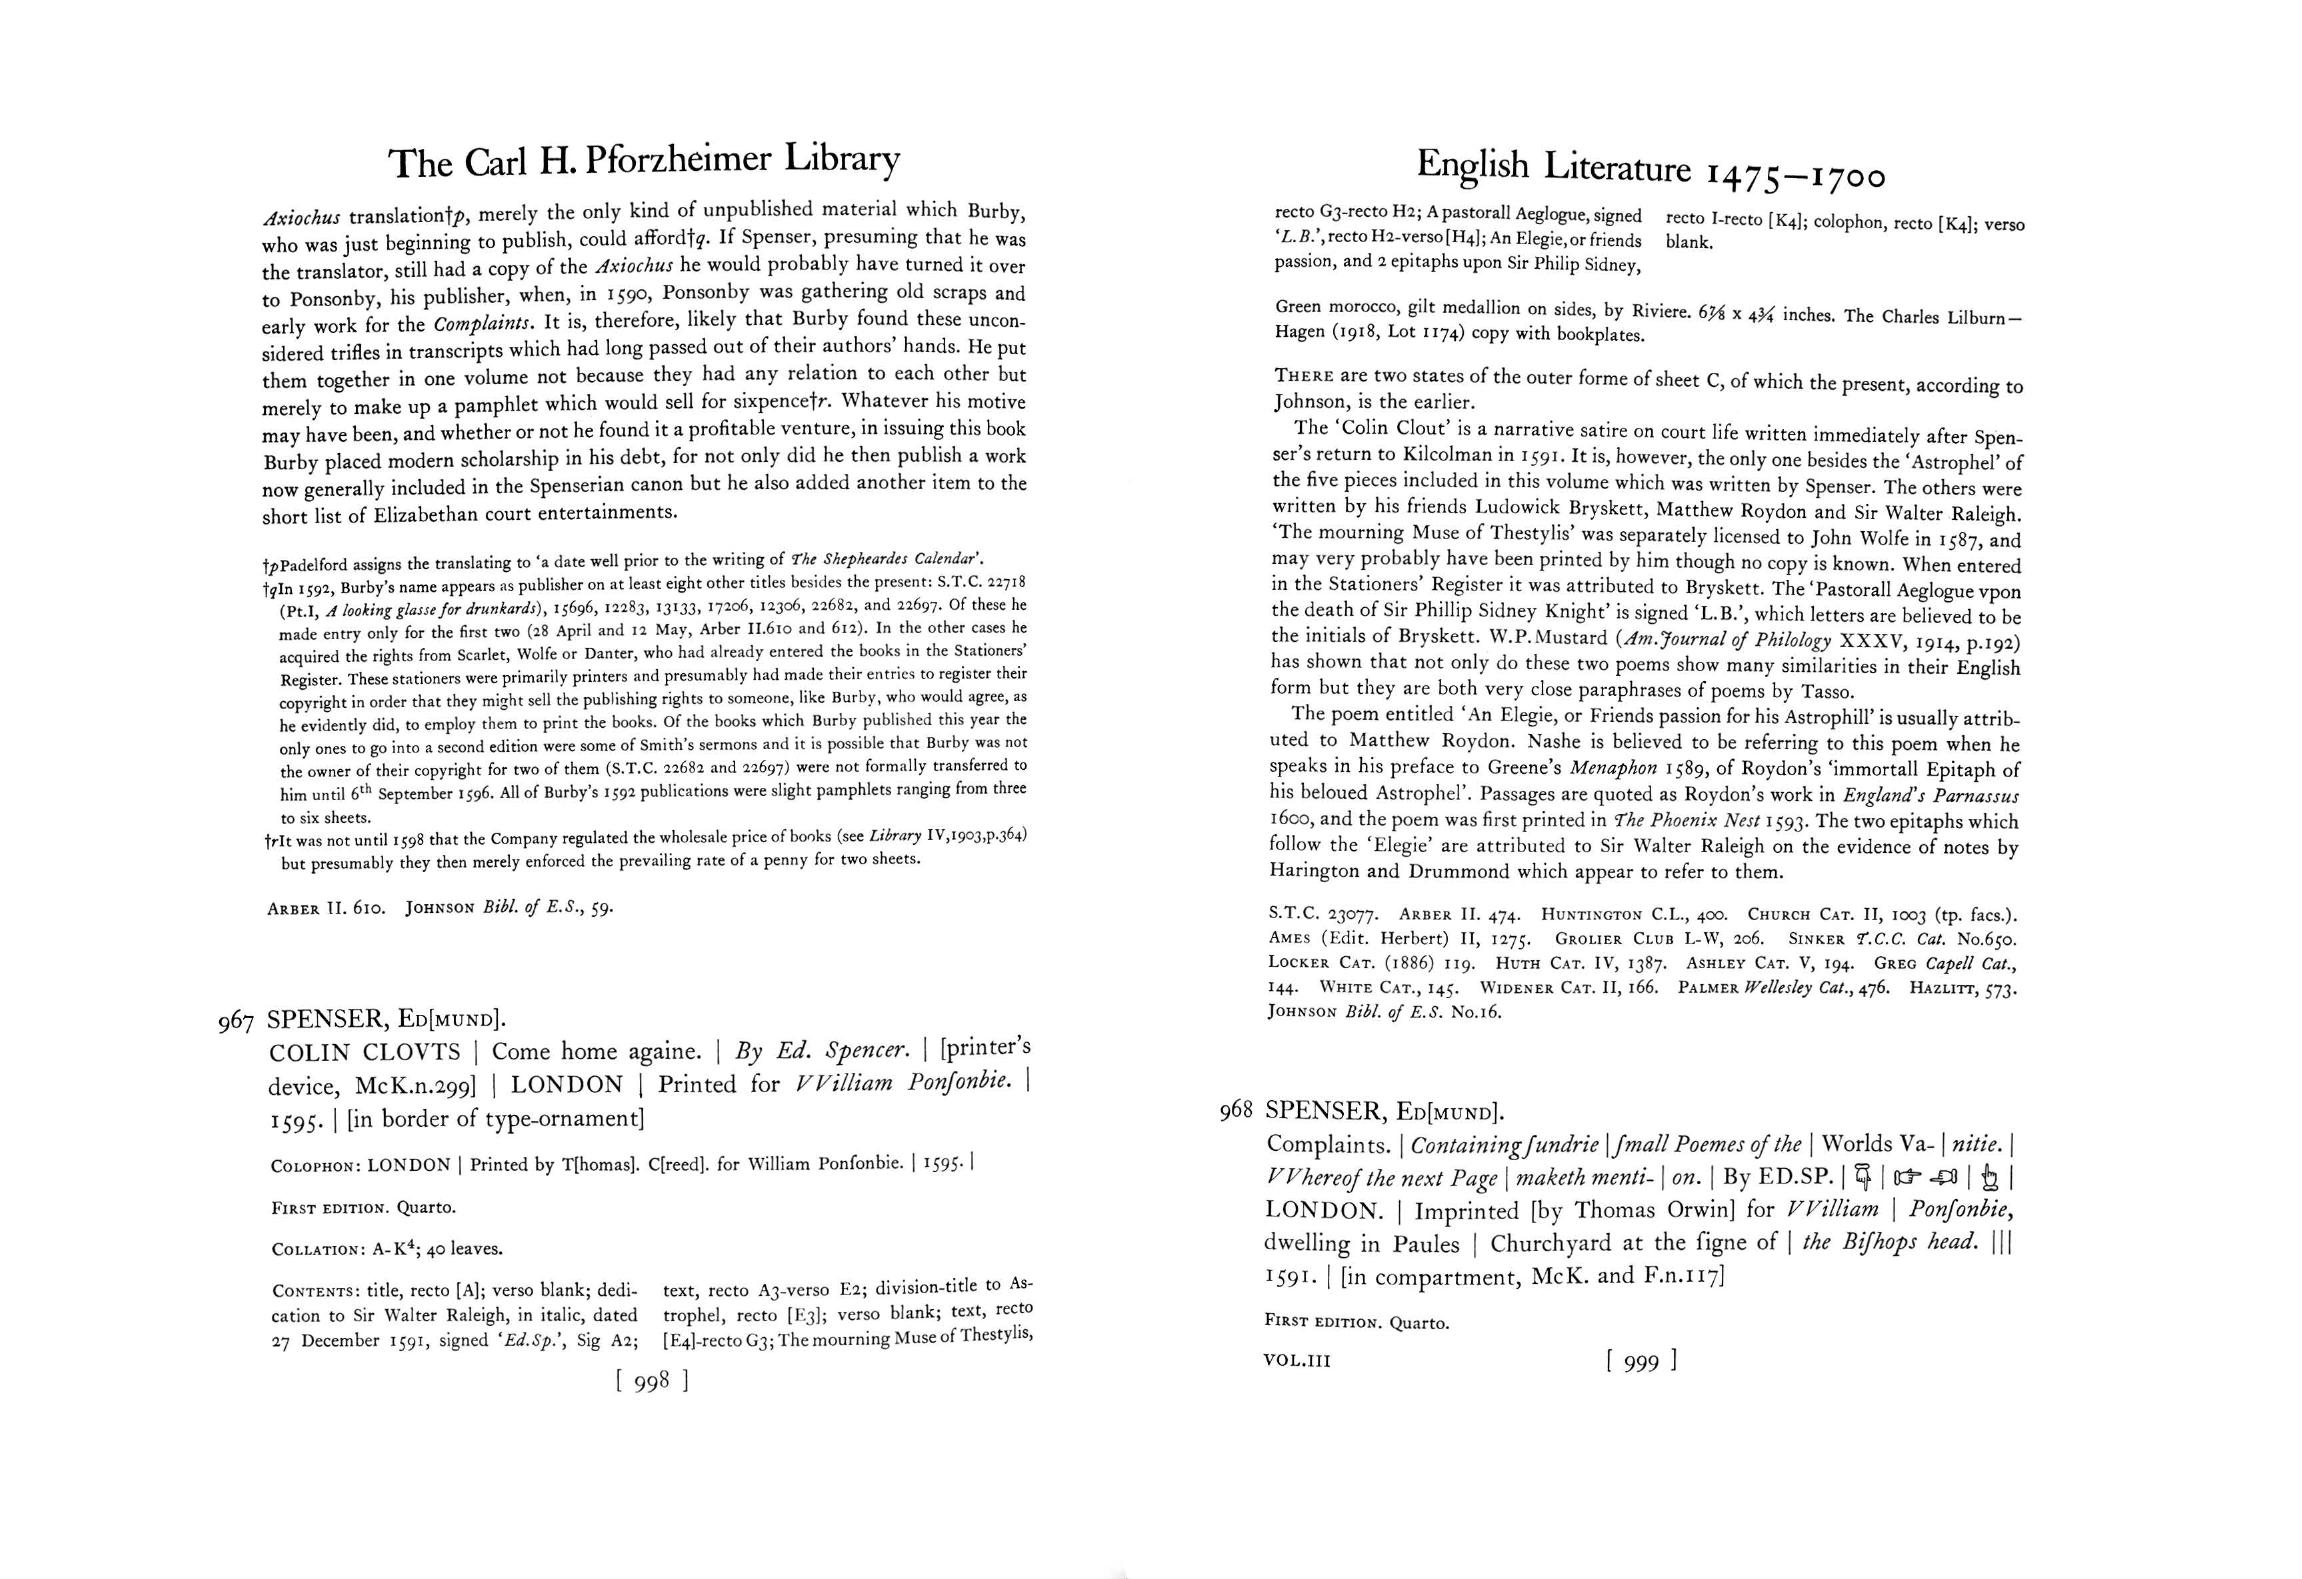 The Carl H. Pforzheimer Library
Axiochus translation†p, merely the only kind of unpublished material which Burby,
who was just beginning to publish, could afford†q. If Spenser, presuming that he was
the translator, still had a copy of the Axiochus he would probably have turned it over
to Ponsonby, his publisher, when, in 1590, Ponsonby was gathering old scraps and
early work for the Complaints. It is, therefore, likely that Burby found these uncon-
sidered trifles in transcripts which had long passed out of their authors' hands. He put
them together in one volume not because they had any relation to each other but
merely to make up a pamphlet which would sell for sixpence†r. Whatever his motive
may have been, and whether or not he found it a profitable venture, in issuing this book
Burby placed modern scholarship in his debt, for not only did he then publish a work
now generally included in the Spenserian canon but he also added another item to the
short list of Elizabethan court entertainments.
†pPadelford assigns the translating to 'a date well prior to the writing of The Shepheardes Calendar'.
†qIn 1592, Burby's name appears as publisher on at least eight other titles besides the present: S.T.C. 22718
(Pt.I, A looking glasse for drunkards), 15696, 12283, 13133, 17206, 12306, 22682, and 22697. Of these he
made entry only for the first two (28 April and 12 May, Arber II.610 and 612). In the other cases he
acquired the rights from Scarlet, Wolfe or Danter, who had already entered the books in the Stationers'
Register. These stationers were primarily printers and presumably had made their entries to register their
copyright in order that they might sell the publishing rights to someone, like Burby, who would agree, as
he evidently did, to employ them to print the books. Of the books which Burby published this year the
only ones to go into a second edition were some of Smith's sermons and it is possible that Burby was not
the owner of their copyright for two of them (S.T.C. 22682 and 22697) were not formally transferred to
him until 6th September 1596. All of Burby's 1592 publications were slight pamphlets ranging from three
to six sheets.
†rIt was not until 1598 that the Company regulated the wholesale price of books (see Library IV,1903,p.364)
but presumably they then merely enforced the prevailing rate of a penny for two sheets.
ARBER II. 610. JOHNSON Bibl. of E.S., 59.
967 SPENSER, ED[MUND].
COLIN CLOVTS | Come home againe. | By Ed. Spencer. | [printer's
device, McK.n.299] | LONDON | Printed for VVilliam Ponſonbie. |
1595. | [in border of type-ornament]
COLOPHON: LONDON | Printed by T[homas]. C[reed]. for William Ponſonbie. | 1595. |
FIRST EDITION. Quarto.
COLLATION: A-K⁴; 40 leaves.
CONTENTS: title, recto [A]; verso blank; dedi-
cation to Sir Walter Raleigh, in italic, dated
27 December 1591, signed 'Ed.Sp.', Sig A2;
text, recto A3-verso E2; division-title to As-
trophel, recto [E3]; verso blank; text, recto
[E4]-recto G3; The mourning Muse of Thestylis,
[ 998 ]
English Literature 1475—1700
recto G3-recto H2; A pastorall Aeglogue, signed
'L.B.', recto H2-verso [H4]; An Elegie, or friends
passion, and 2 epitaphs upon Sir Philip Sidney,
recto I-recto [K4]; colophon, recto [K4]; verso
blank.
Green morocco, gilt medallion on sides, by Riviere. 6⅞ x 4¾ inches. The Charles Lilburn—
Hagen (1918, Lot 1174) copy with bookplates.
THERE are two states of the outer forme of sheet C, of which the present, according to
Johnson, is the earlier.
The 'Colin Clout' is a narrative satire on court life written immediately after Spen-
ser's return to Kilcolman in 1591. It is, however, the only one besides the 'Astrophel' of
the five pieces included in this volume which was written by Spenser. The others were
written by his friends Ludowick Bryskett, Matthew Roydon and Sir Walter Raleigh.
'The mourning Muse of Thestylis' was separately licensed to John Wolfe in 1587, and
may very probably have been printed by him though no copy is known. When entered
in the Stationers' Register it was attributed to Bryskett. The 'Pastorall Aeglogue vpon
the death of Sir Phillip Sidney Knight' is signed 'L.B.', which letters are believed to be
the initials of Bryskett. W.P.Mustard (Am.Journal of Philology XXXV, 1914, p.192)
has shown that not only do these two poems show many similarities in their English
form but they are both very close paraphrases of poems by Tasso.
The poem entitled 'An Elegie, or Friends passion for his Astrophill' is usually attrib-
uted to Matthew Roydon. Nashe is believed to be referring to this poem when he
speaks in his preface to Greene's Menaphon 1589, of Roydon's 'immortall Epitaph of
his beloued Astrophel'. Passages are quoted as Roydon's work in England's Parnassus
1600, and the poem was first printed in The Phoenix Nest 1593. The two epitaphs which
follow the 'Elegie' are attributed to Sir Walter Raleigh on the evidence of notes by
Harington and Drummond which appear to refer to them.
S.T.C. 23077. ARBER II. 474. HUNTINGTON C.L., 400. CHURCH CAT. II, 1003 (tp. facs.).
AMES (Edit. Herbert) II, 1275. GROLIER CLUB L-W, 206. SINKER T.C.C. Cat. No.650.
LOCKER CAT. (1886) 119. HUTH CAT. IV, 1387. ASHLEY CAT. V, 194. GREG Capell Cat.,
144. WHITE CAT., 145. WIDENER CAT. II, 166. PALMER Wellesley Cat., 476. HAZLITT, 573.
JOHNSON Bibl. of E.S. No.16.
968 SPENSER, ED[MUND].
Complaints. | Containing ſundrie | ſmall Poemes of the | Worlds Va- | nitie. |
VVhereof the next Page | maketh menti- | on. | By ED.SP. | ☟ | ☞ ☜ | ☝ |
LONDON. | Imprinted [by Thomas Orwin] for VVilliam | Ponſonbie,
dwelling in Paules | Churchyard at the ſigne of | the Biſhops head. |||
1591. | [in compartment, McK. and F.n.117]
FIRST EDITION. Quarto.
VOL.III
[ 999 ]